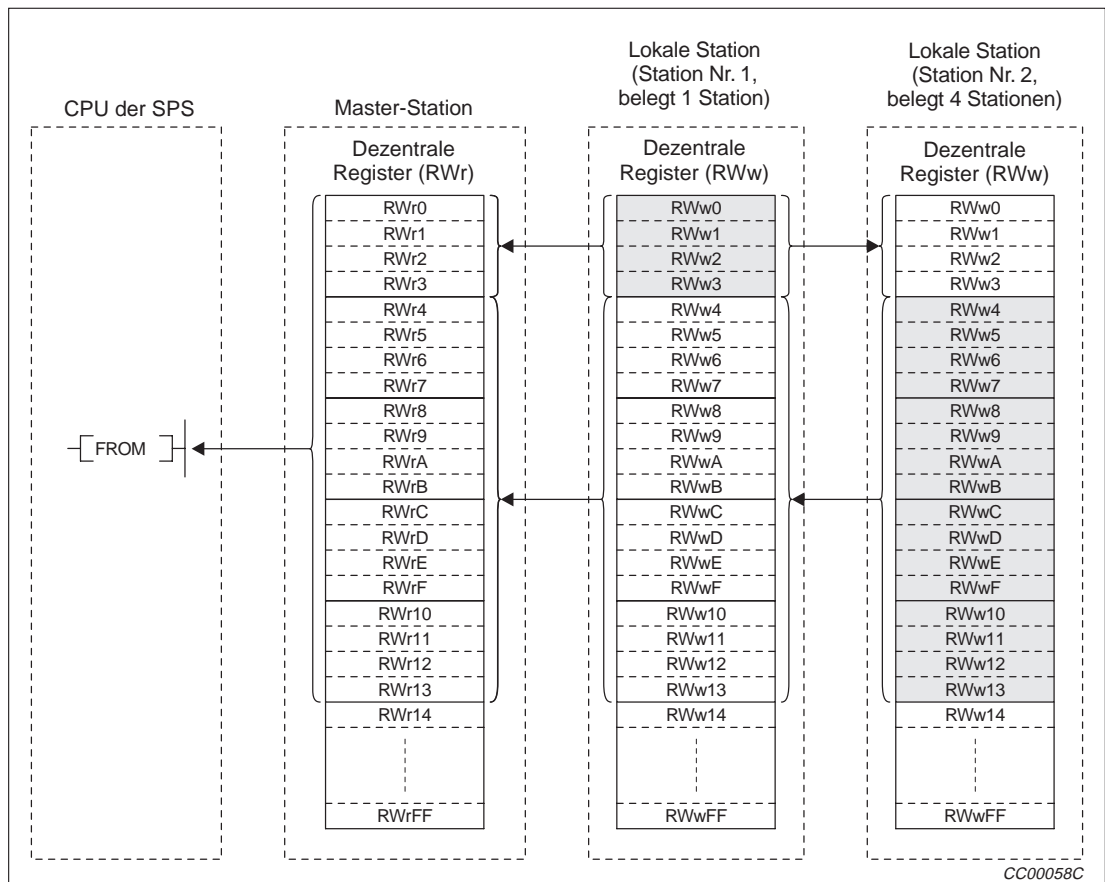 CPU der SPS
Master-Station
Lokale Station
(Station Nr. 1,
belegt 1 Station)
Lokale Station
(Station Nr. 2,
belegt 4 Stationen)
Dezentrale
Register (RWr)
RWr0
RWr1
RWr2
RWr3
RWr4
RWr5
RWr6
RWr7
RWr8
RWr9
RWrA
RWrB
RWrC
RWrD
RWrE
RWrF
RWr10
RWr11
RWr12
RWr13
RWr14
RWrFF
Dezentrale
Register (RWw)
RWw0
RWw1
RWw2
RWw3
RWw4
RWw5
RWw6
RWw7
RWw8
RWw9
RWwA
RWwB
RWwC
RWwD
RWwE
RWwF
RWw10
RWw11
RWw12
RWw13
RWw14
RWwFF
Dezentrale
Register (RWw)
RWw0
RWw1
RWw2
RWw3
RWw4
RWw5
RWw6
RWw7
RWw8
RWw9
RWwA
RWwB
RWwC
RWwD
RWwE
RWwF
RWw10
RWw11
RWw12
RWw13
RWw14
RWwFF
FROM
CC00058C